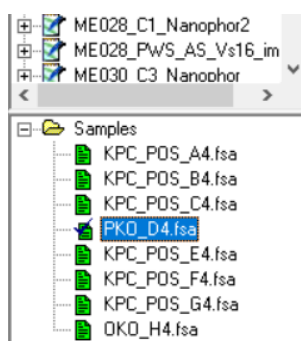 ME028_C1_Nanophor2
ME028_PWS_AS_Vs16_im
ME030_C3_Nanophor
Samples
KPC_POS_A4.fsa
KPC_POS_B4.fsa
KPC_POS_C4.fsa
PKO_D4.fsa
KPC_POS_E4.fsa
KPC_POS_F4.fsa
KPC_POS_G4.fsa
OKO_H4.fsa